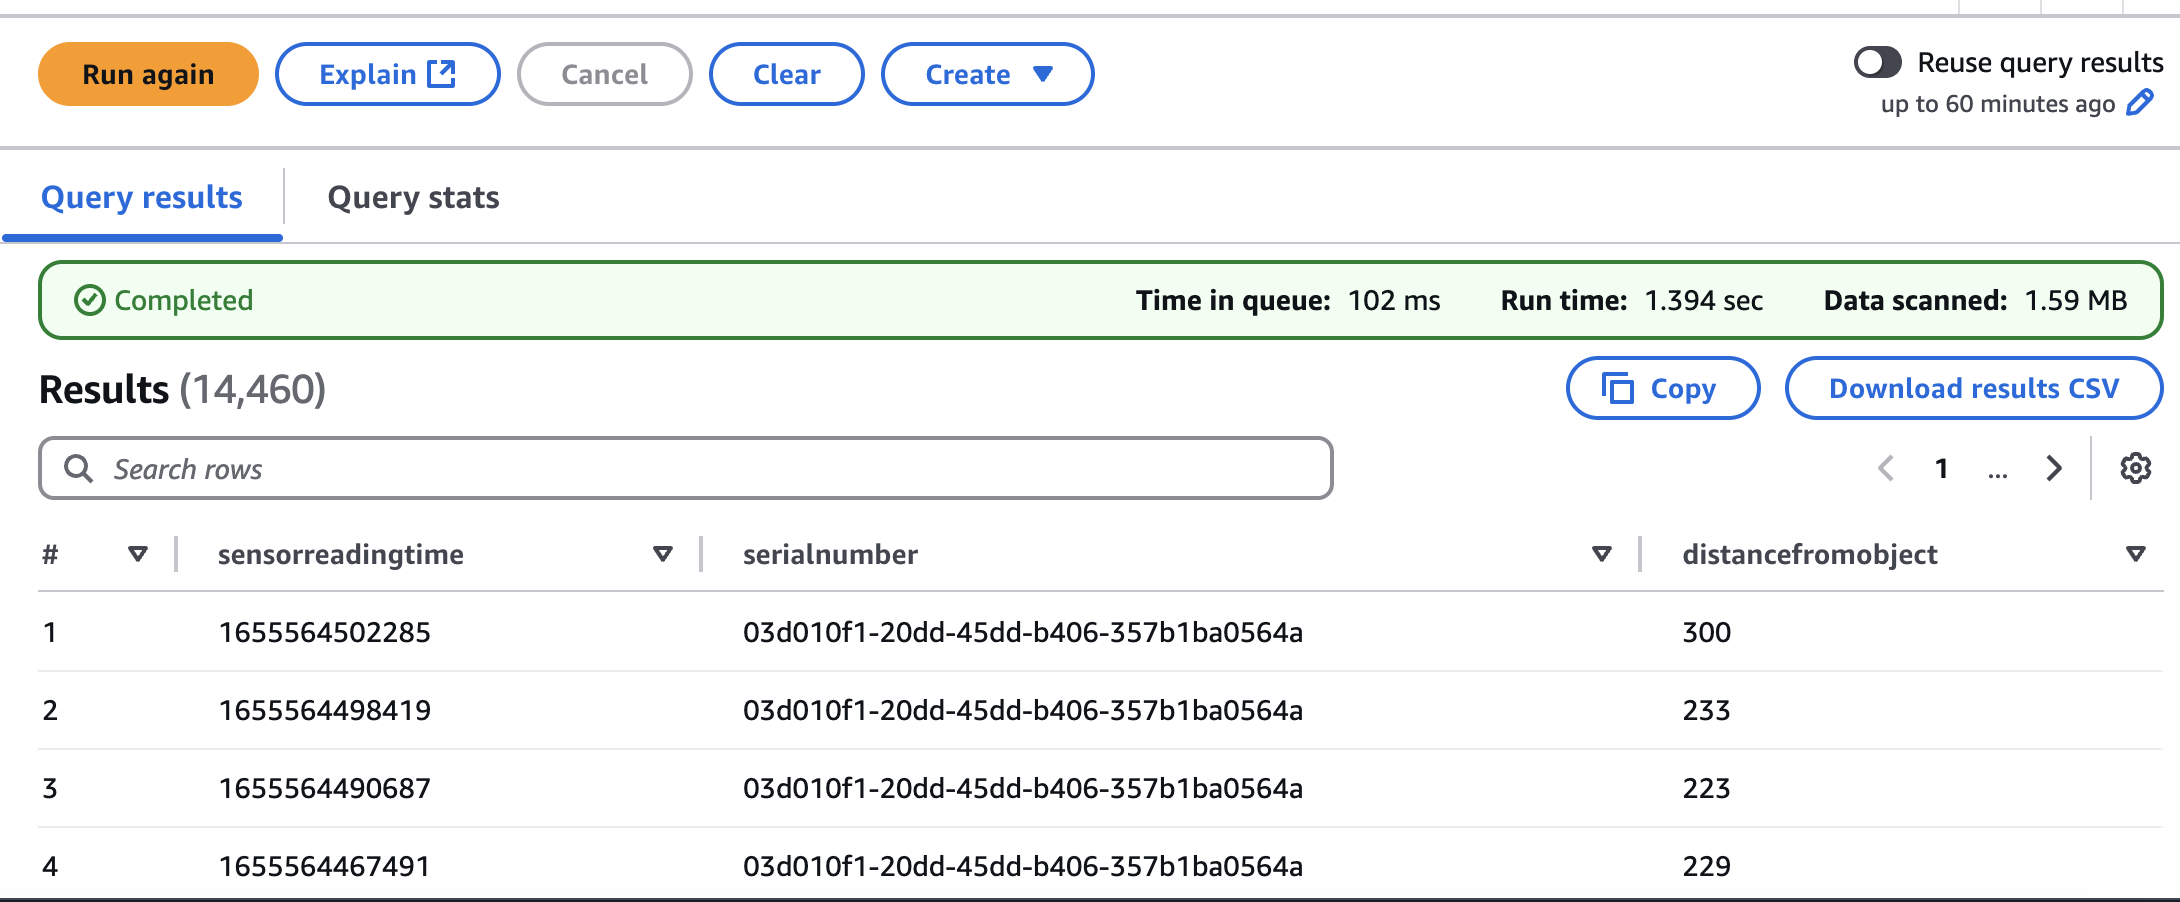 Run again Explain Cancel Clear Create Reuse query results
up to 60 minutes ago
Query results Query stats
Completed Time in queue: 102 ms Run time: 1.394 sec Data scanned: 1.59 MB
Results (14,460) Copy Download results CSV
Search rows 1 ...
# sensorreadingtime serialnumber distancefromobject
1 1655564502285 03d010f1-20dd-45dd-b406-357b1ba0564a 300
2 1655564498419 03d010f1-20dd-45dd-b406-357b1ba0564a 233
3 1655564490687 03d010f1-20dd-45dd-b406-357b1ba0564a 223
4 1655564467491 03d010f1-20dd-45dd-b406-357b1ba0564a 229